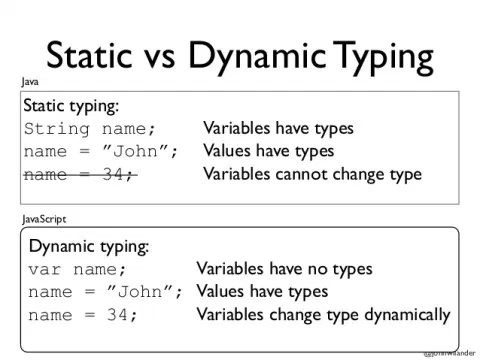 Static vs Dynamic Typing
Java
Static typing:
String name; Variables have types
name = ”John”; Values have types
name = 34; Variables cannot change type
JavaScript
Dynamic typing:
var name; Variables have no types
name = ”John”; Values have types
name = 34; Variables change type dynamically
@johnwilander